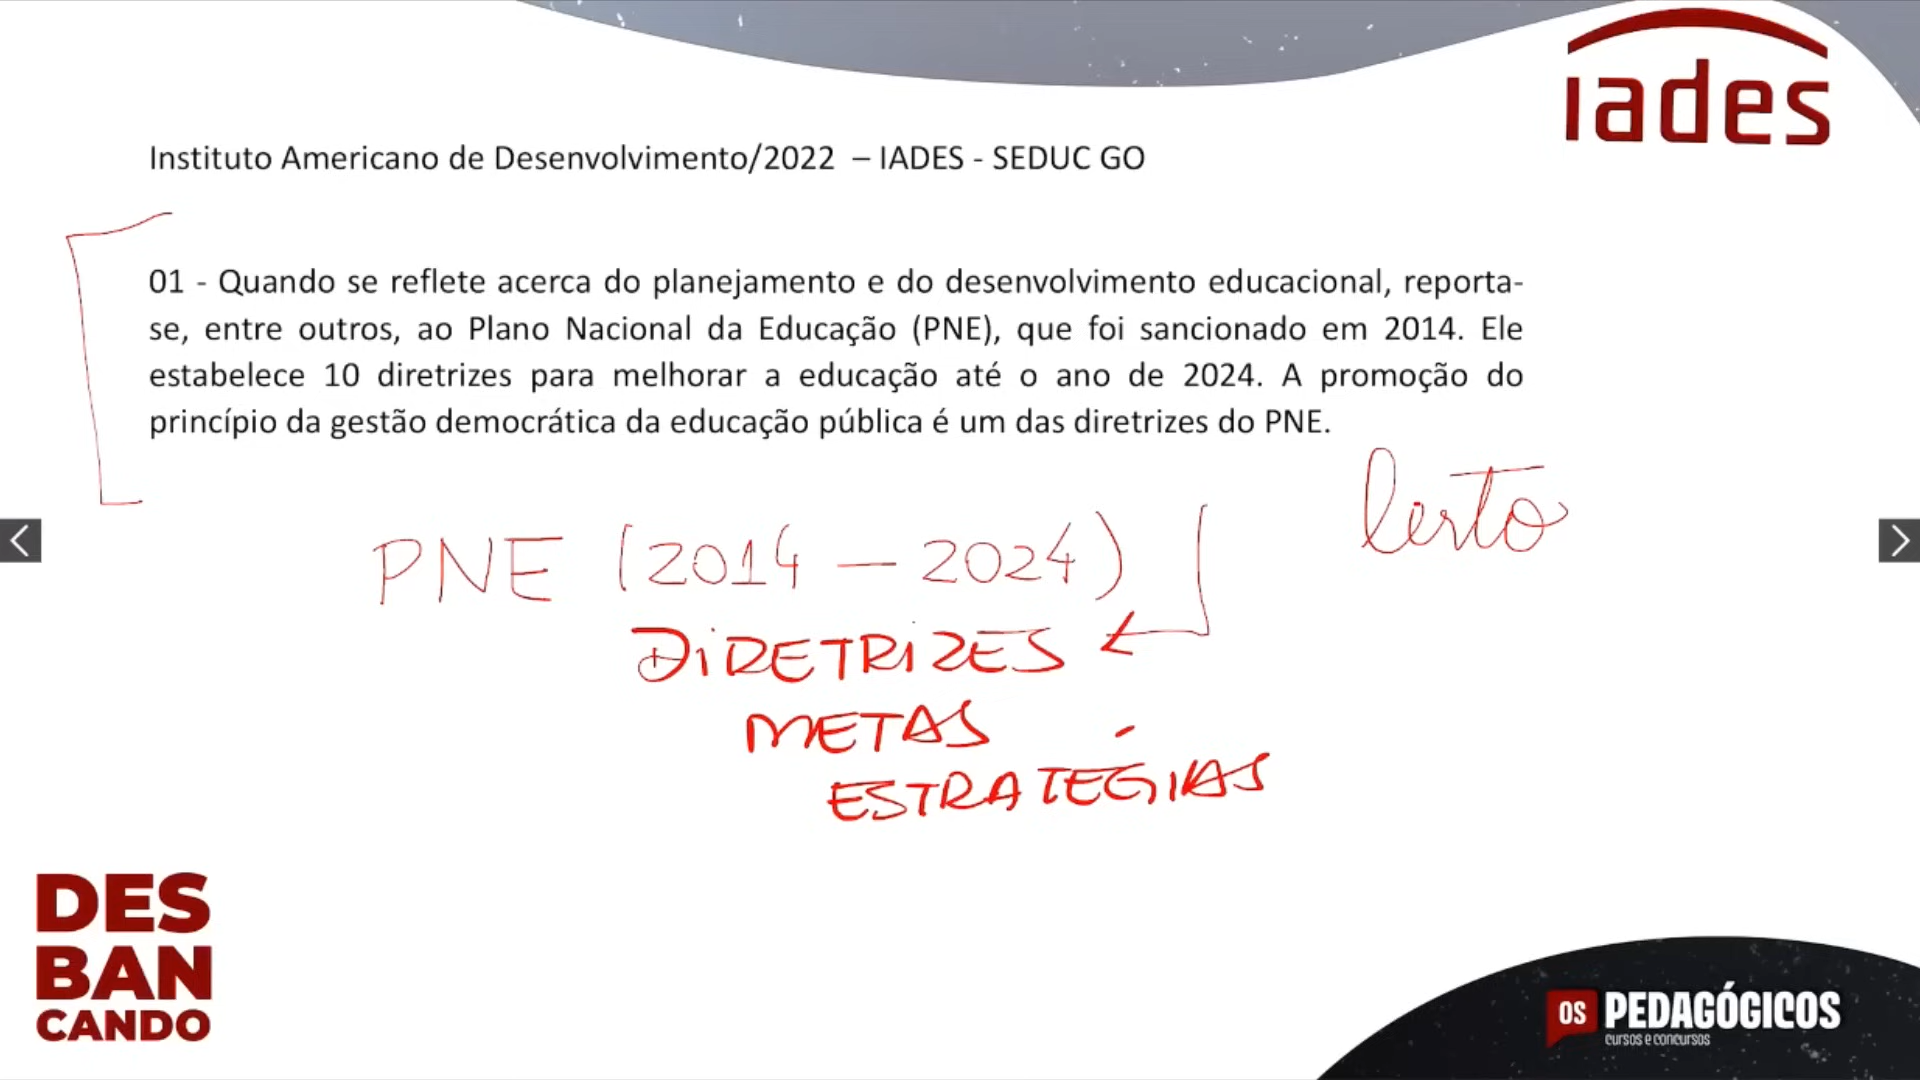 iades
Instituto Americano de Desenvolvimento/2022 – IADES - SEDUC GO
01 - Quando se reflete acerca do planejamento e do desenvolvimento educacional, reporta-
se, entre outros, ao Plano Nacional da Educação (PNE), que foi sancionado em 2014. Ele
estabelece 10 diretrizes para melhorar a educação até o ano de 2024. A promoção do
princípio da gestão democrática da educação pública é um das diretrizes do PNE.
Certo
PNE (2014 — 2024)
DIRETRIZES
METAS
ESTRATÉGIAS
DES
BAN
CANDO
OS PEDAGÓGICOS
cursos e concursos